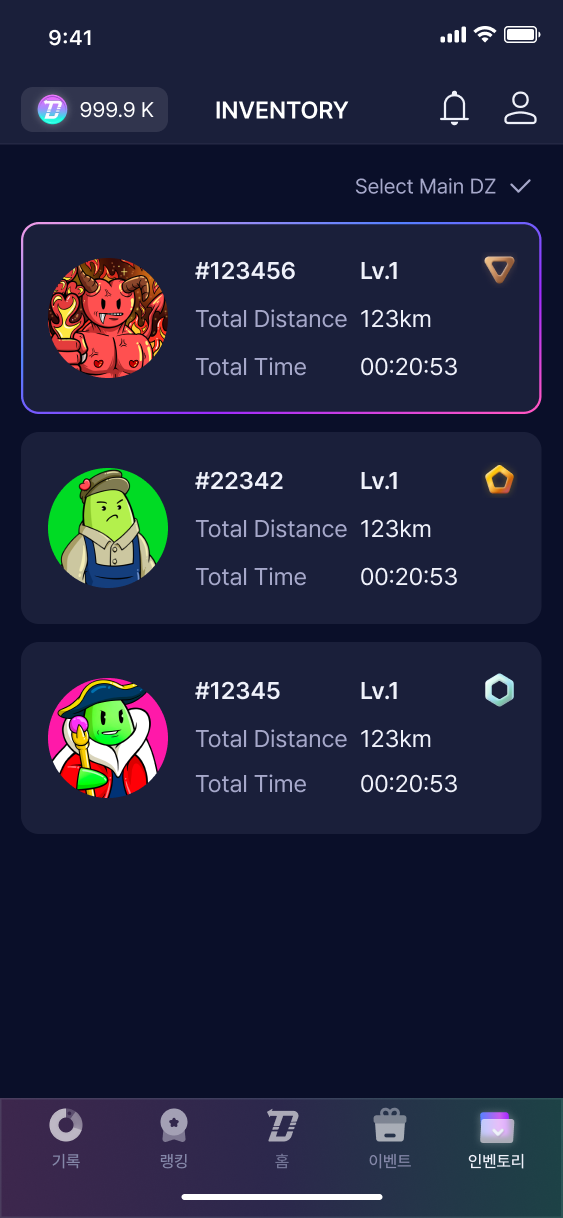 9:41
999.9 K
INVENTORY
Select Main DZ
#123456 Lv.1
Total Distance 123km
Total Time 00:20:53
#22342 Lv.1
Total Distance 123km
Total Time 00:20:53
#12345 Lv.1
Total Distance 123km
Total Time 00:20:53
기록 랭킹 홈 이벤트 인벤토리